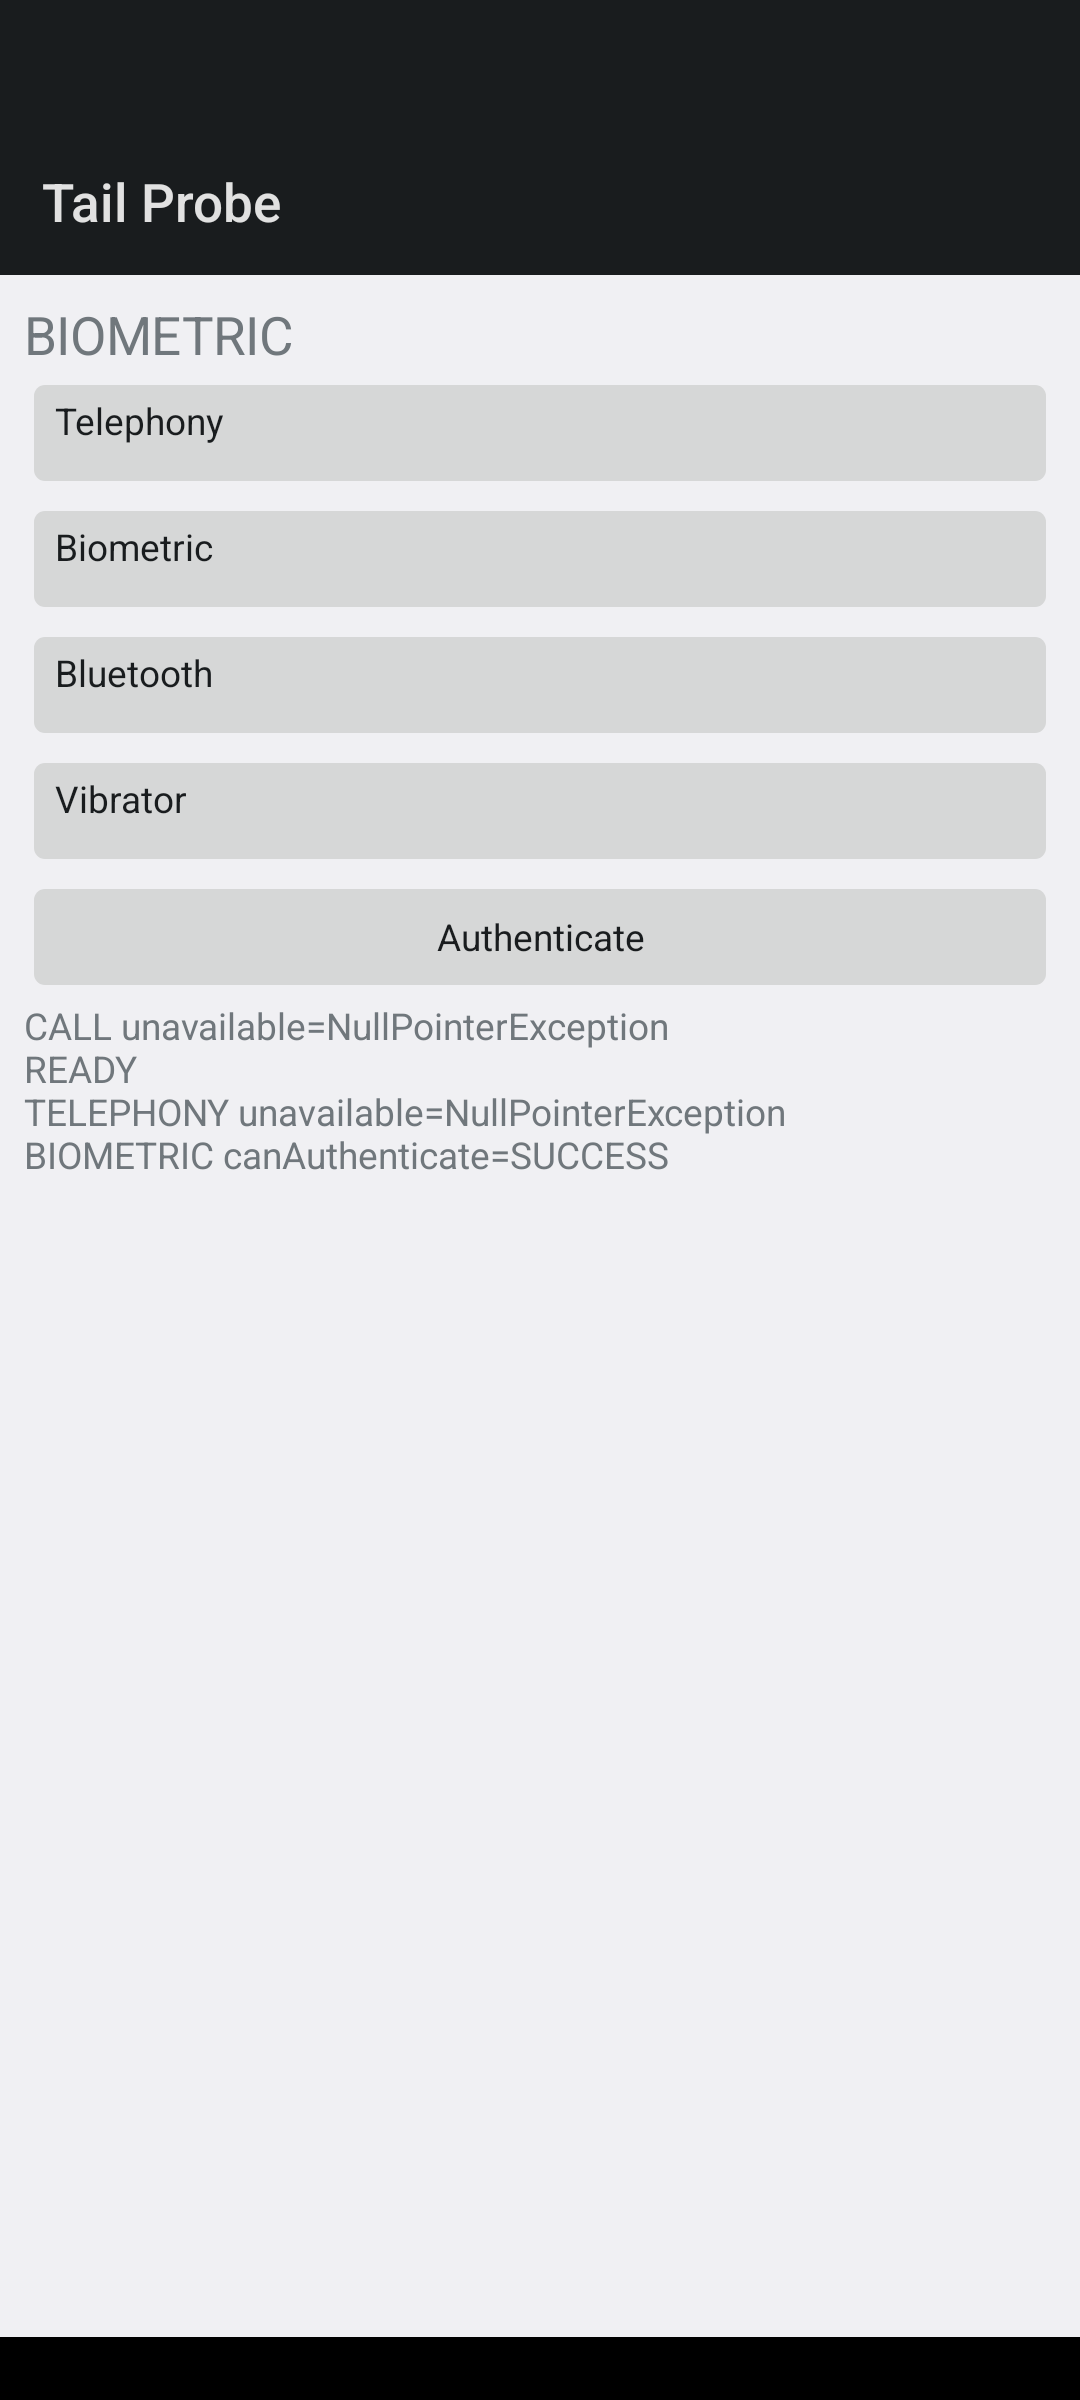 Tail Probe
BIOMETRIC
Telephony
Biometric
Bluetooth
Vibrator
Authenticate
CALL unavailable=NullPointerException
READY
TELEPHONY unavailable=NullPointerException
BIOMETRIC canAuthenticate=SUCCESS